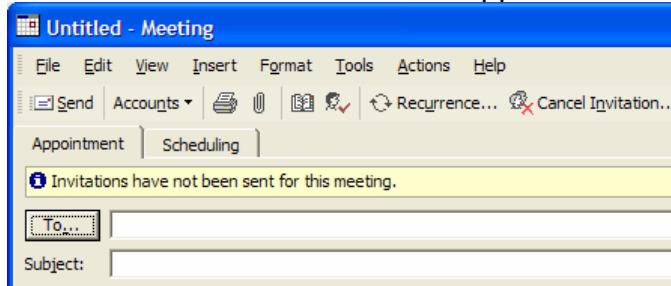 Untitled - Meeting
File Edit View Insert Format Tools Actions Help
Send Accounts Recurrence... Cancel Invitation..
Appointment Scheduling
Invitations have not been sent for this meeting.
To...
Subject: